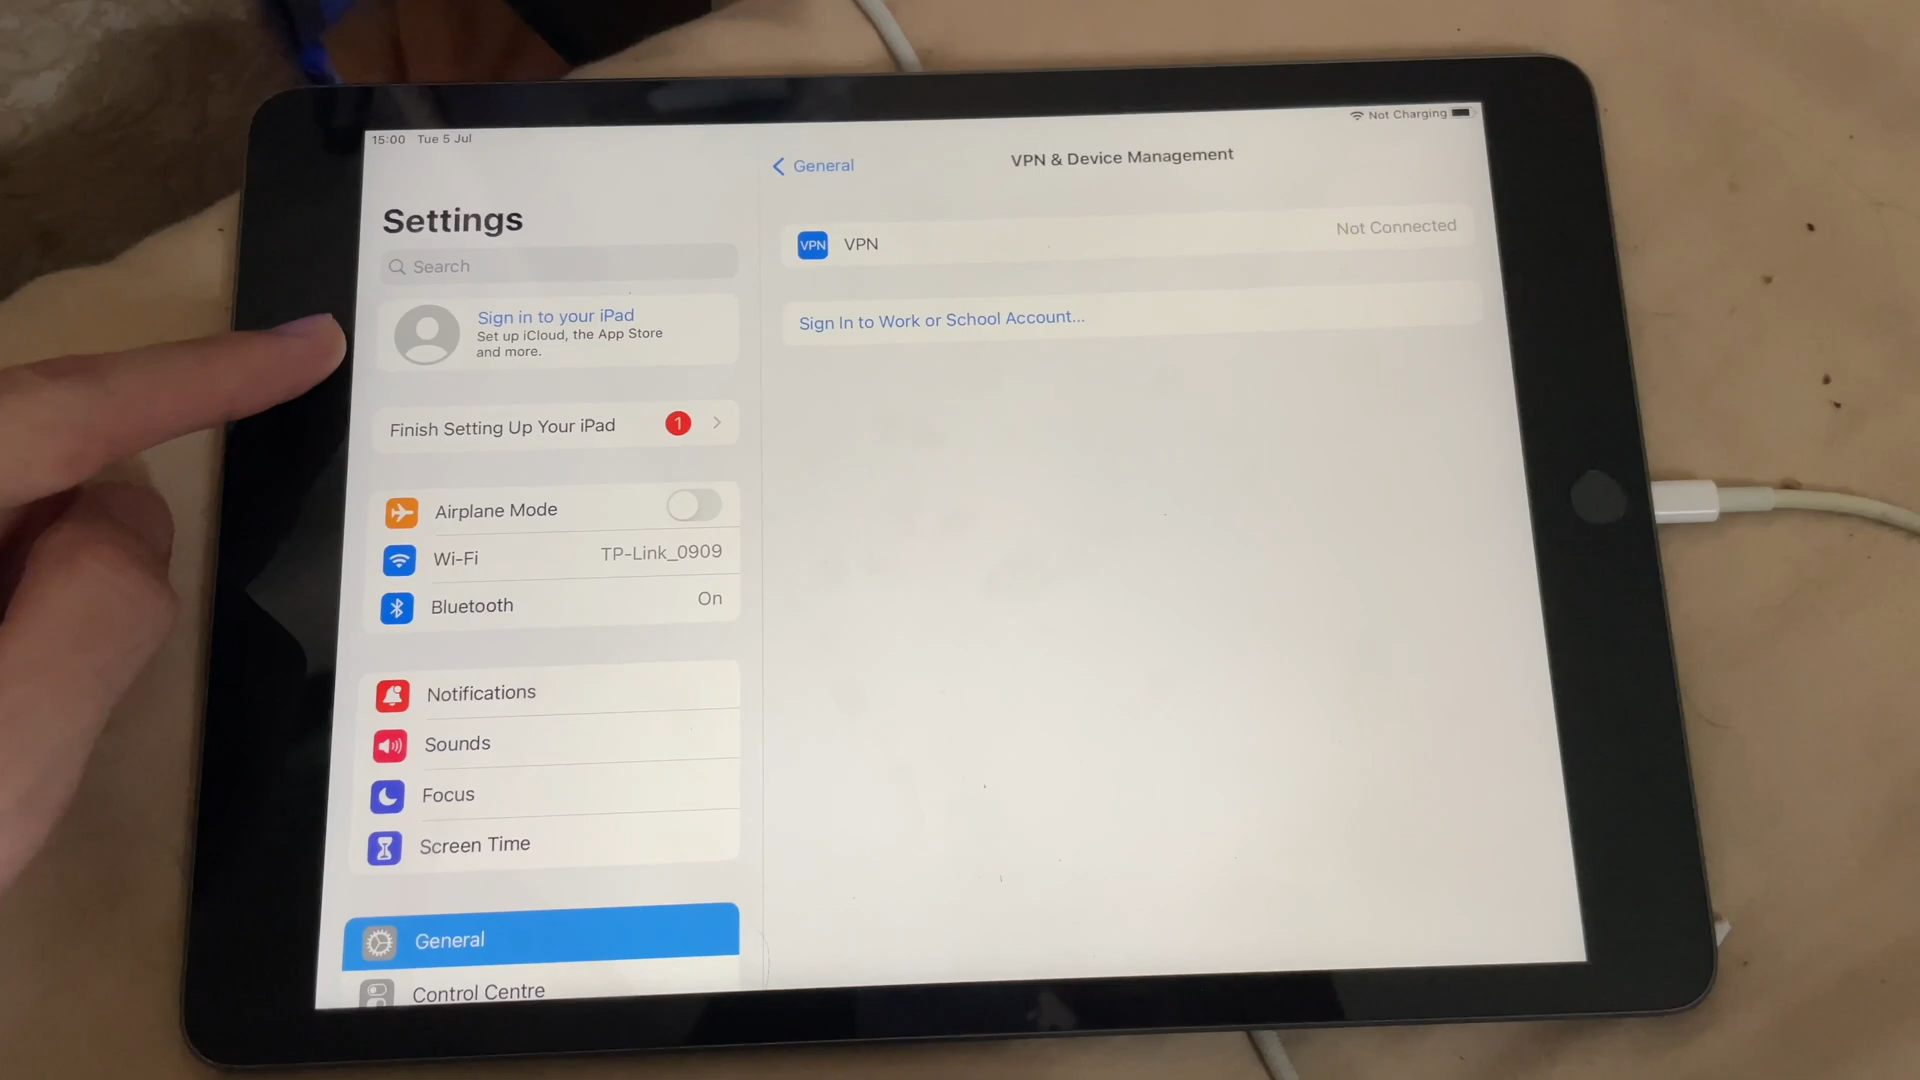 15:00 Tue 5 Jul
Not Charging
Settings
Search
Sign in to your iPad
Set up iCloud, the App Store
and more.
Finish Setting Up Your iPad 1
Airplane Mode
Wi-Fi TP-Link_0909
Bluetooth On
Notifications
Sounds
Focus
Screen Time
General
Control Centre
General
VPN & Device Management
VPN VPN Not Connected
Sign In to Work or School Account...